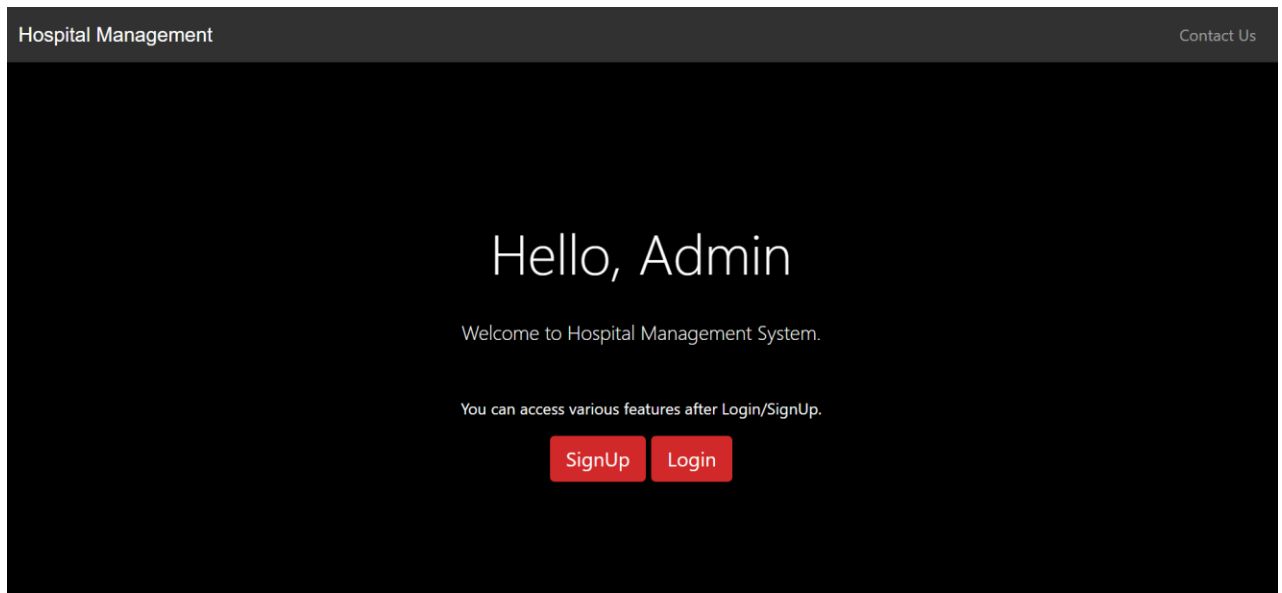 Hospital Management
Contact Us
Hello, Admin
Welcome to Hospital Management System.
You can access various features after Login/SignUp.
SignUp
Login